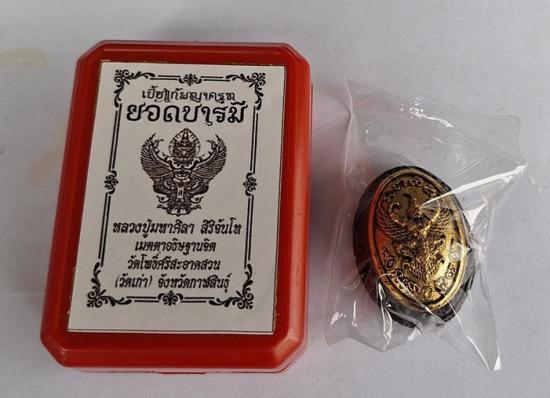 เบี้ยแก้พญาครุฑ
ยอดบารมี
หลวงปู่มหาศิลา สิริจันโท
เมตตาอธิษฐานจิต
วัดโพธิ์ศรีสะอาดสวน
(วัดเก่า) จังหวัดกาฬสินธุ์